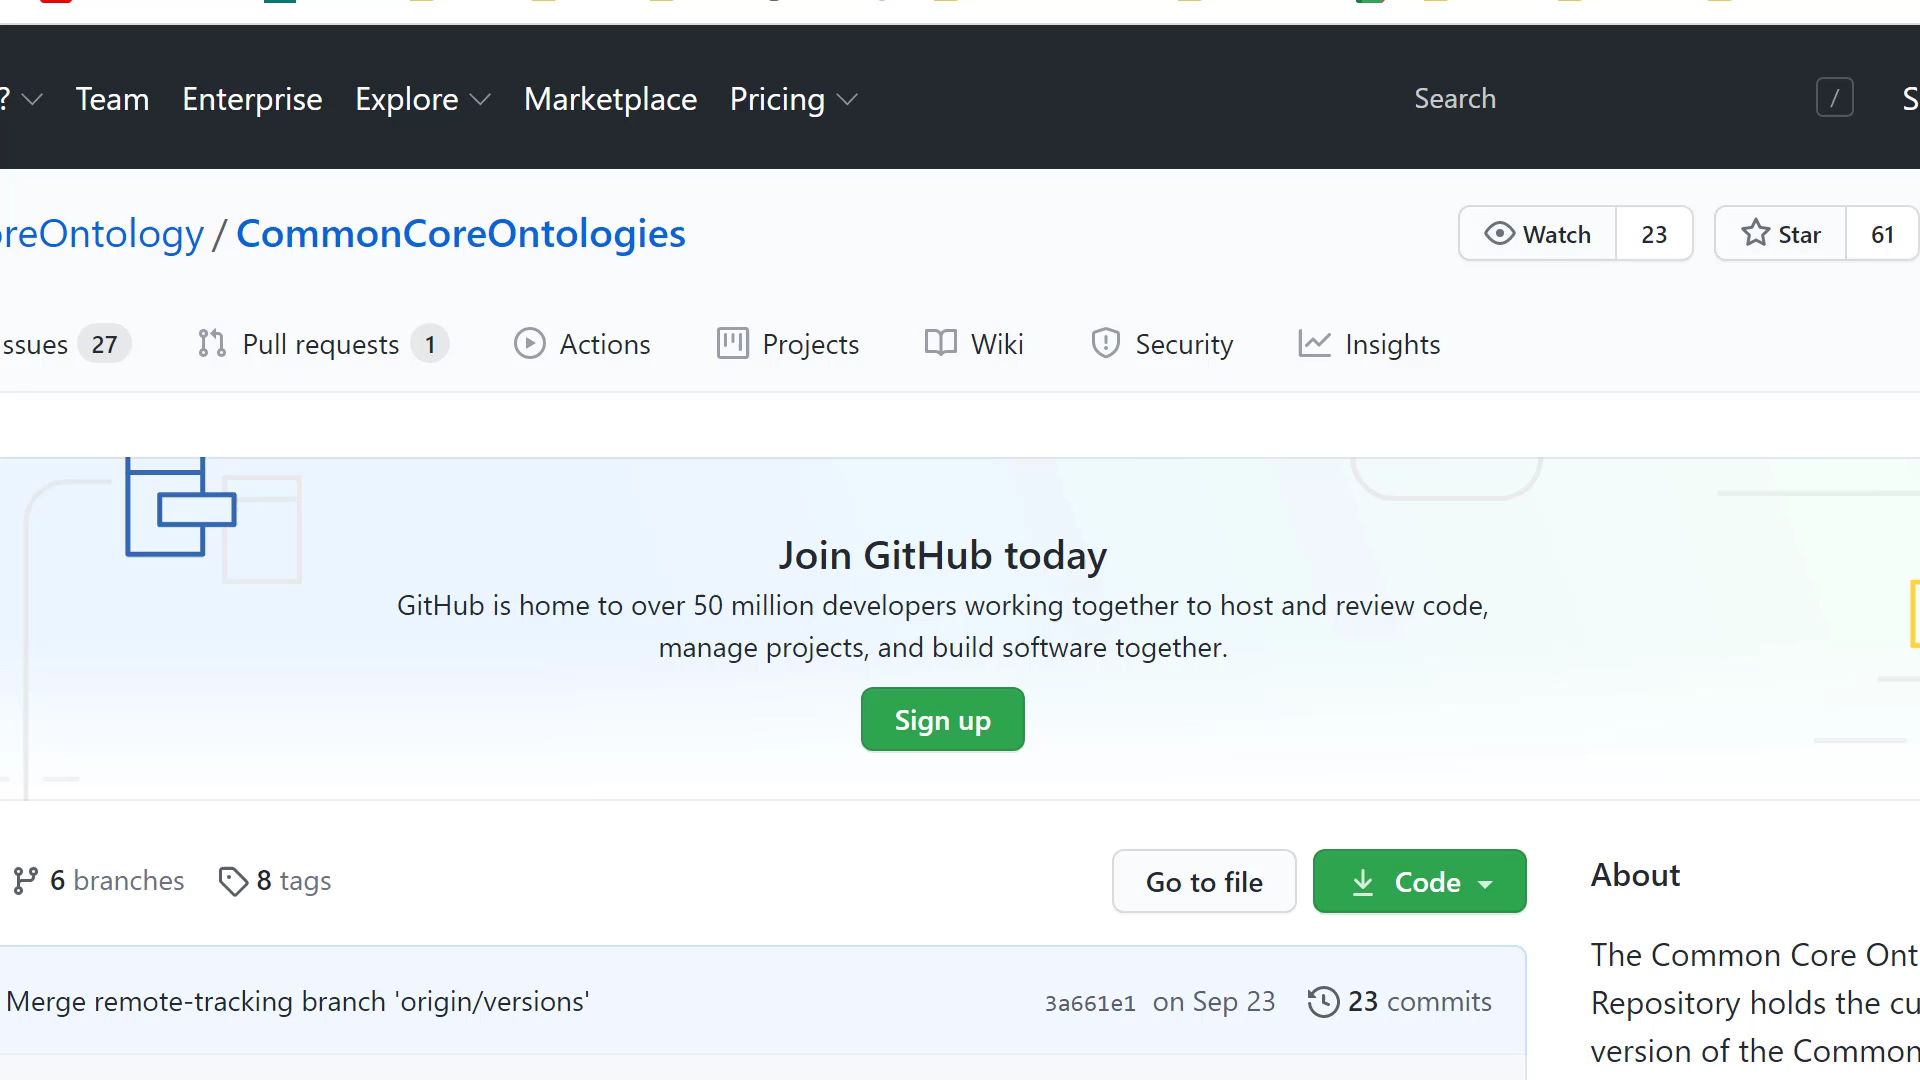 ? Team Enterprise Explore Marketplace Pricing Search / S
oreOntology / CommonCoreOntologies Watch 23 Star 61
ssues 27 Pull requests 1 Actions Projects Wiki Security Insights
Join GitHub today
GitHub is home to over 50 million developers working together to host and review code,
manage projects, and build software together.
Sign up
6 branches 8 tags Go to file Code About
The Common Core Ont
Merge remote-tracking branch 'origin/versions' 3a661e1 on Sep 23 23 commits
Repository holds the cu
version of the Common